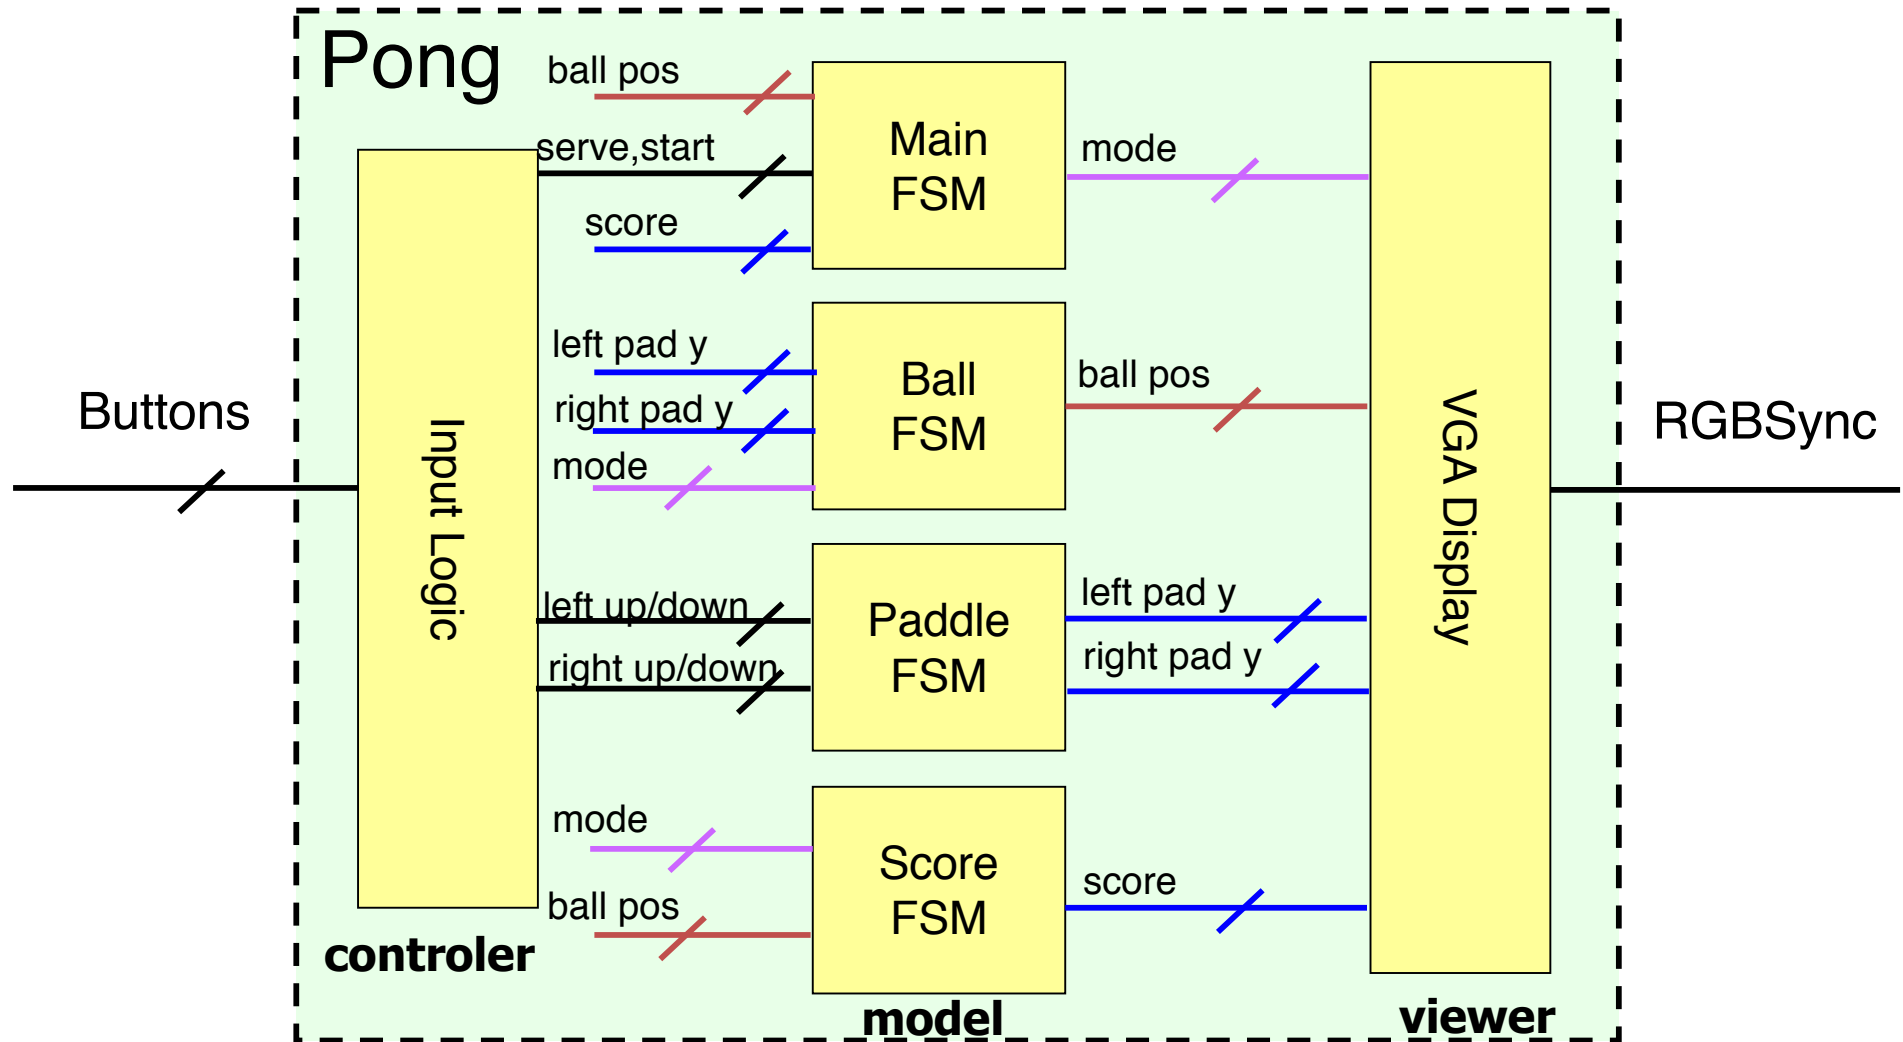 Pong
ball pos
serve,start
score
Main
FSM
mode
left pad y
right pad y
mode
Ball
FSM
ball pos
Buttons
Input Logic
VGA Display
RGBSync
left up/down
right up/down
Paddle
FSM
left pad y
right pad y
mode
ball pos
Score
FSM
score
controler
model
viewer